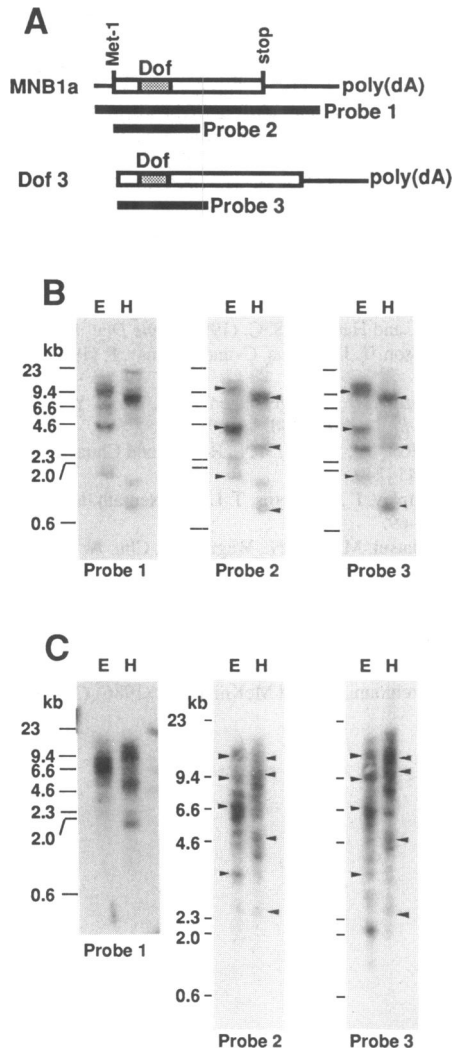 A
Met-1
stop
Dof
MNB1a
poly(dA)
Probe 1
Probe 2
Dof
Dof 3
poly(dA)
Probe 3
B
E H
E H
E H
kb
23
9.4
6.6
4.6
2.3
2.0
0.6
Probe 1
Probe 2
Probe 3
C
E H
E H
E H
kb
23
9.4
6.6
4.6
2.3
2.0
0.6
Probe 1
kb
23
9.4
6.6
4.6
2.3
2.0
0.6
Probe 2
Probe 3